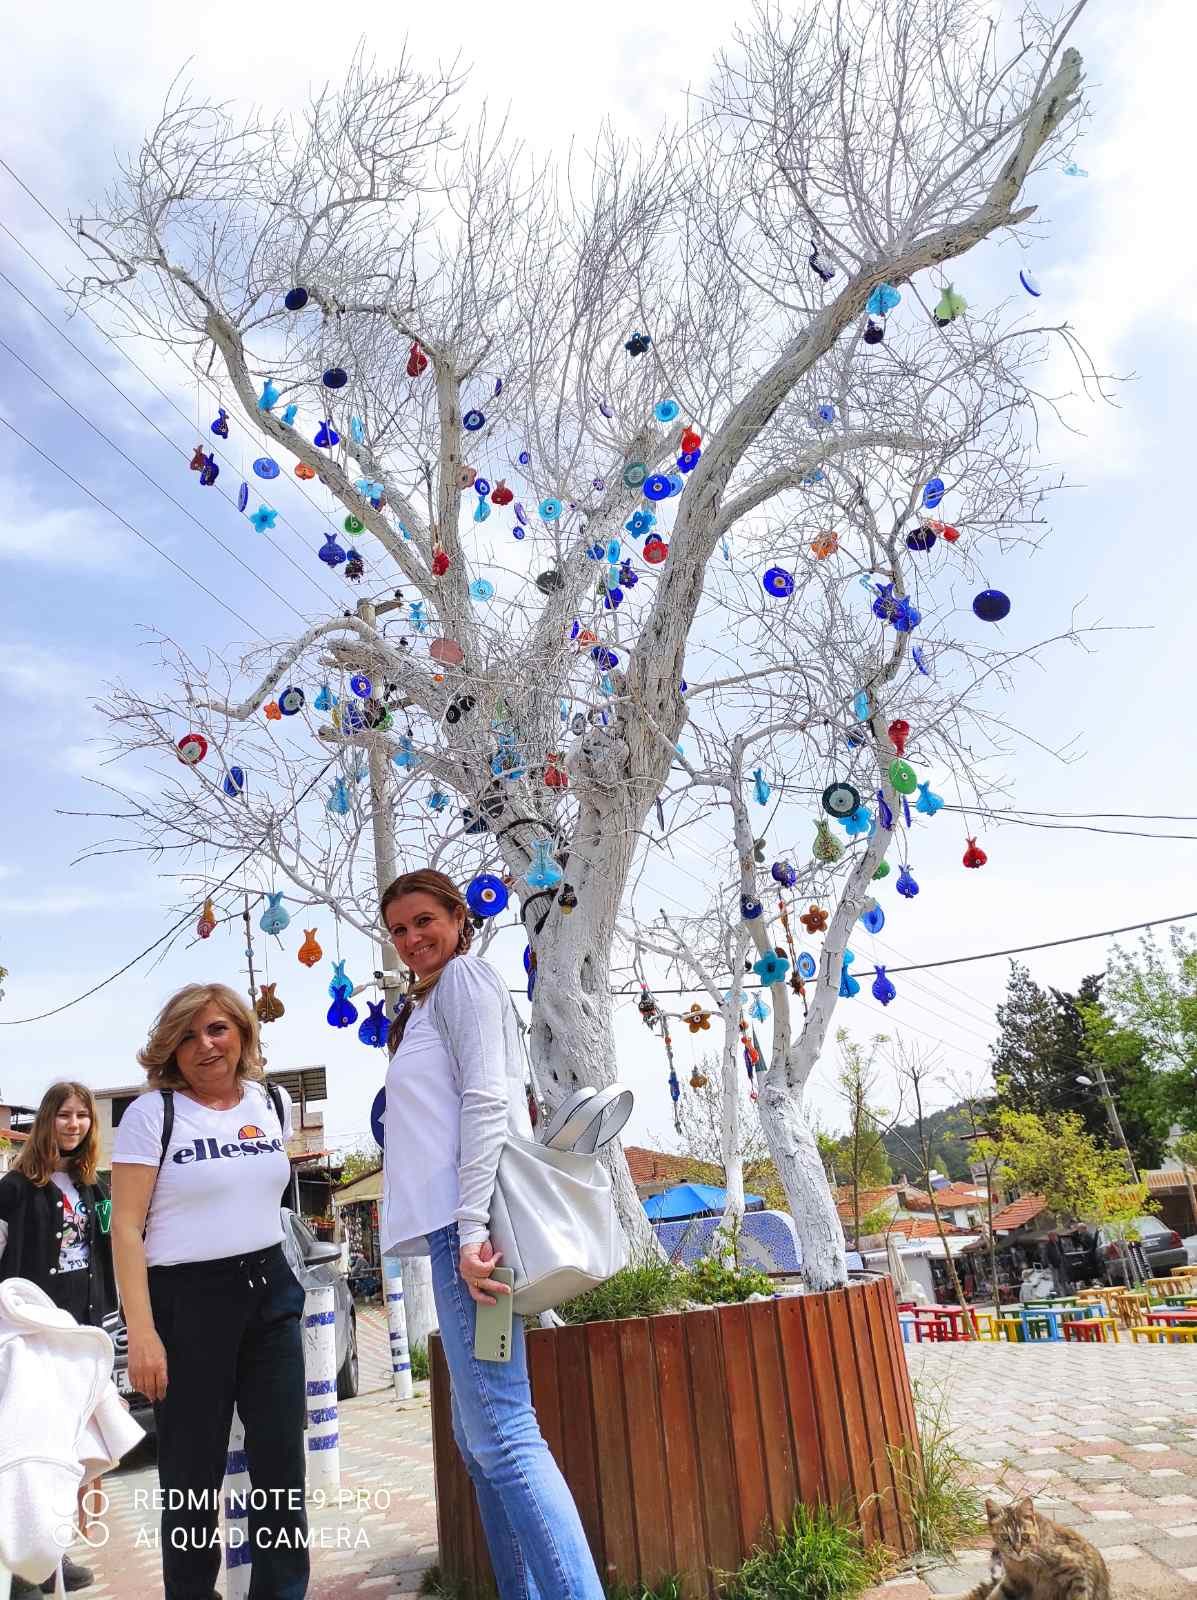 ellesse
REDMI NOTE 9 PRO
AI QUAD CAMERA